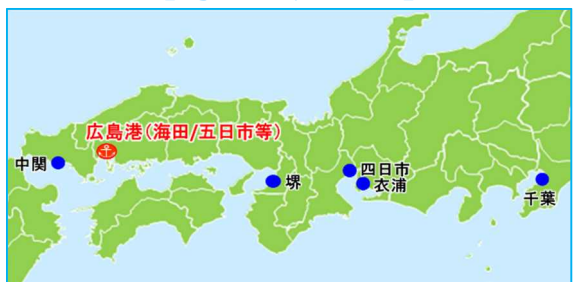 広島港(海田/五日市等)
中関
堺
四日市
衣浦
千葉